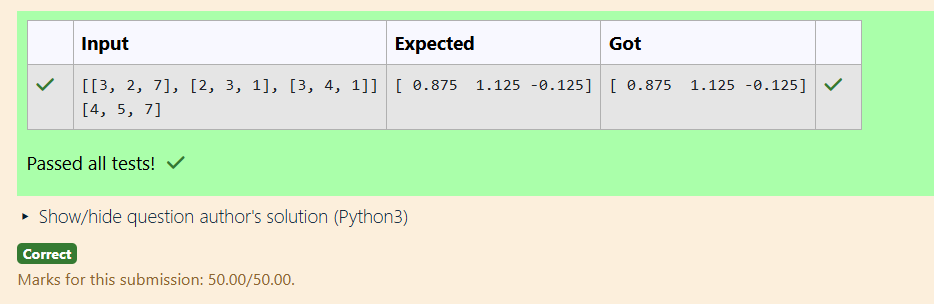 Input Expected Got
[[3, 2, 7], [2, 3, 1], [3, 4, 1]] [ 0.875  1.125 -0.125] [ 0.875  1.125 -0.125]
[4, 5, 7]
Passed all tests!
Show/hide question author's solution (Python3)
Correct
Marks for this submission: 50.00/50.00.